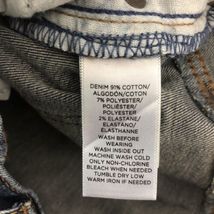 DENIM 91% COTTON/
ALGODÓN/COTON
7% POLYESTER/
POLIÉSTER/
POLYESTER
2% ELASTANE/
ELASTANO/
ELASTHANNE
WASH BEFORE
WEARING
WASH INSIDE OUT
MACHINE WASH COLD
ONLY NON-CHLORINE
BLEACH WHEN NEEDED
TUMBLE DRY LOW
WARM IRON IF NEEDED